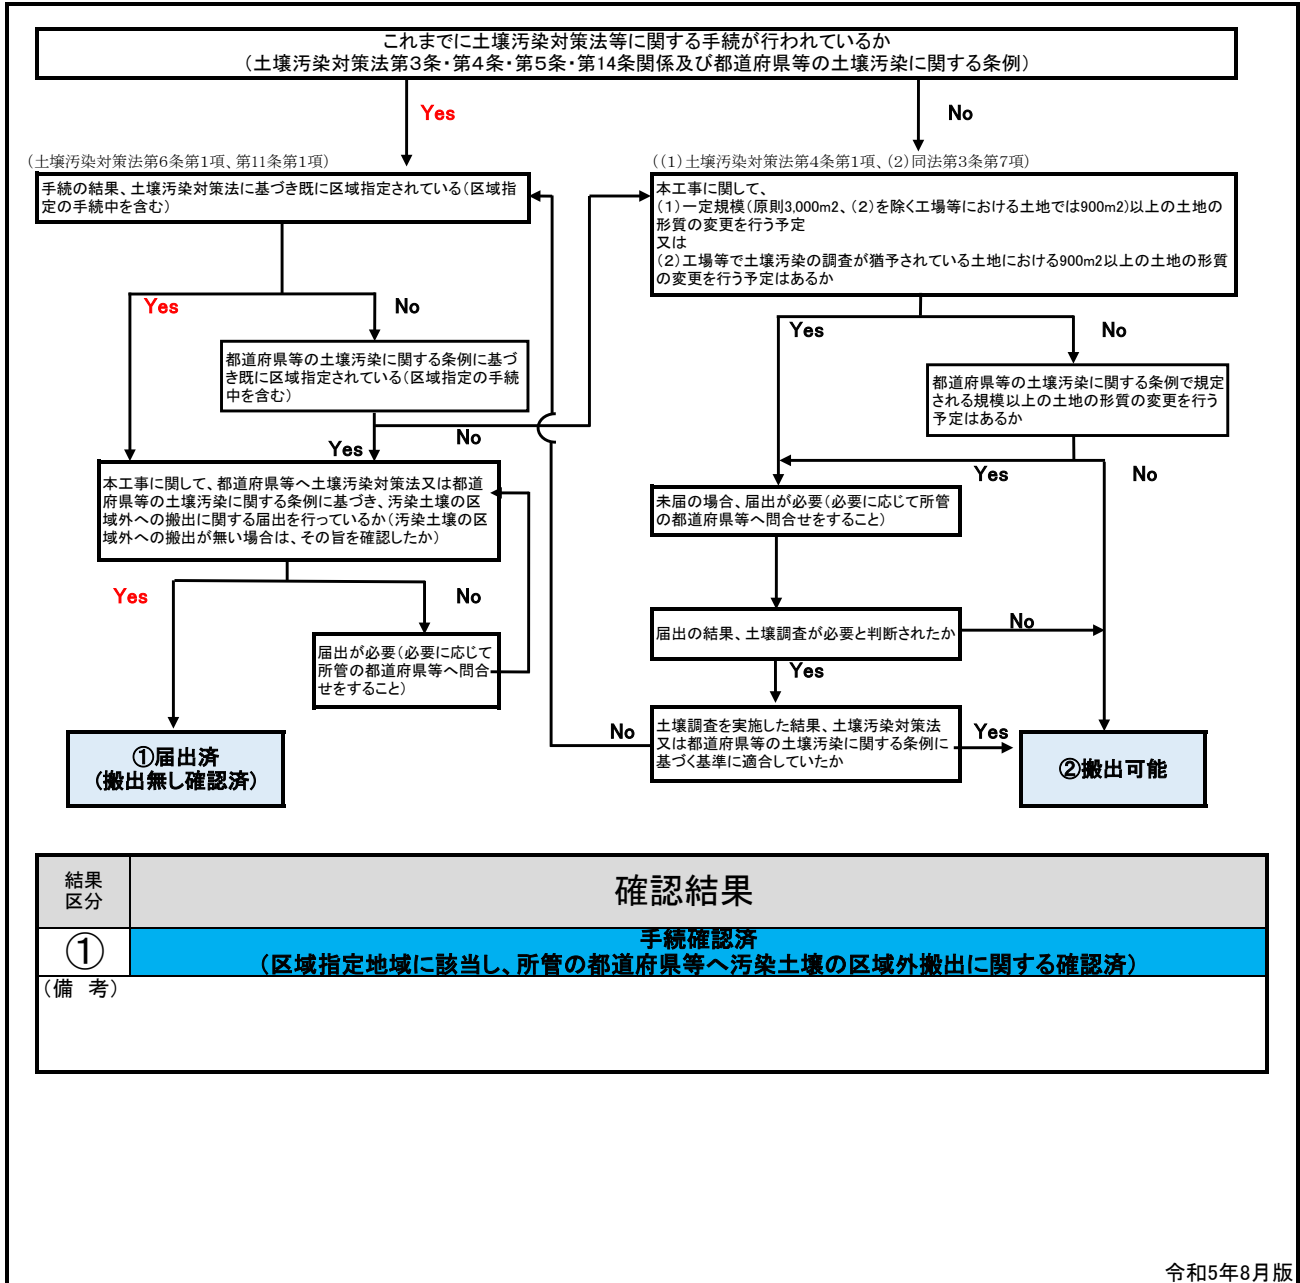 これまでに土壌汚染対策法等に関する手続が行われているか
(土壌汚染対策法第3条・第4条・第5条・第14条関係及び都道府県等の土壌汚染に関する条例)
Yes
No
(土壌汚染対策法第6条第1項、第11条第1項)
手続の結果、土壌汚染対策法に基づき既に区域指定されている(区域指
定の手続中を含む)
((1)土壌汚染対策法第4条第1項、(2)同法第3条第7項)
本工事に関して、
(1)一定規模(原則3,000m2、(2)を除く工場等における土地では900m2)以上の土地の
形質の変更を行う予定
又は
(2)工場等で土壌汚染の調査が猶予されている土地における900m2以上の土地の形質
の変更を行う予定はあるか
Yes
No
Yes
No
都道府県等の土壌汚染に関する条例に基づ
き既に区域指定されている(区域指定の手続
中を含む)
都道府県等の土壌汚染に関する条例で規定
される規模以上の土地の形質の変更を行う
予定はあるか
Yes
No
Yes
No
本工事に関して、都道府県等へ土壌汚染対策法又は都道
府県等の土壌汚染に関する条例に基づき、汚染土壌の区
域外への搬出に関する届出を行っているか(汚染土壌の区
域外への搬出が無い場合は、その旨を確認したか)
未届の場合、届出が必要(必要に応じて所管
の都道府県等へ問合せをすること)
Yes
No
届出が必要(必要に応じて
所管の都道府県等へ問合
せをすること)
届出の結果、土壌調査が必要と判断されたか
No
Yes
No
土壌調査を実施した結果、土壌汚染対策法
又は都道府県等の土壌汚染に関する条例に
基づく基準に適合していたか
Yes
①届出済
(搬出無し確認済)
②搬出可能
結果
区分
確認結果
①
手続確認済
(区域指定地域に該当し、所管の都道府県等へ汚染土壌の区域外搬出に関する確認済)
(備 考)
令和5年8月版